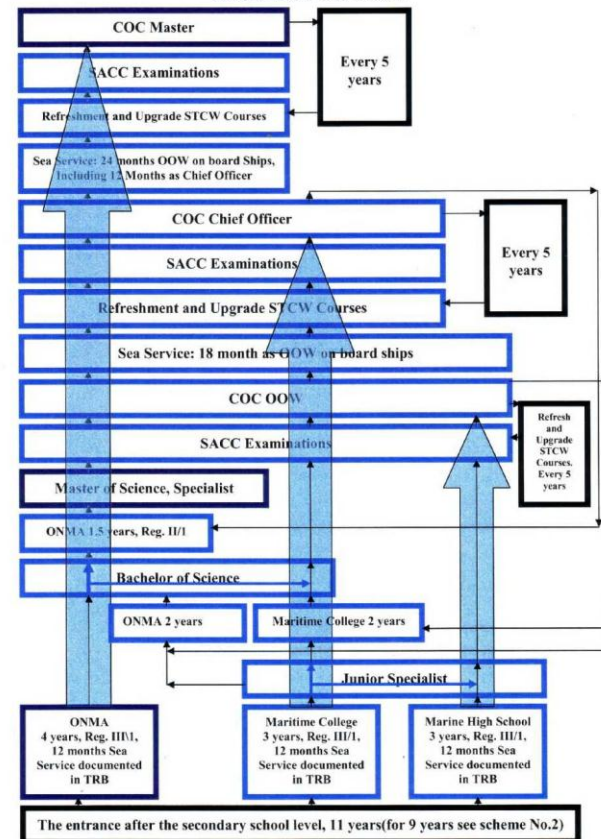 COC Master
Every 5
years
SACC Examinations
Refreshment and Upgrade STCW Courses
Sea Service: 24 months OOW on board Ships,
Including 12 Months as Chief Officer
COC Chief Officer
Every 5
years
SACC Examinations
Refreshment and Upgrade STCW Courses
Sea Service: 18 month as OOW on board ships
COC OOW
Refresh
and
Upgrade
STCW
Courses.
Every 5
years
SACC Examinations
Master of Science, Specialist
ONMA 1.5 years, Reg. II/1
Bachelor of Science
ONMA 2 years
Maritime College 2 years
Junior Specialist
ONMA
4 years, Reg. III\1,
12 months Sea
Service documented
in TRB
Maritime College
3 years, Reg. III/1,
12 months Sea
Service documented
in TRB
Marine High School
3 years, Reg. III/1,
12 months Sea
Service documented
in TRB
The entrance after the secondary school level, 11 years(for 9 years see scheme No.2)